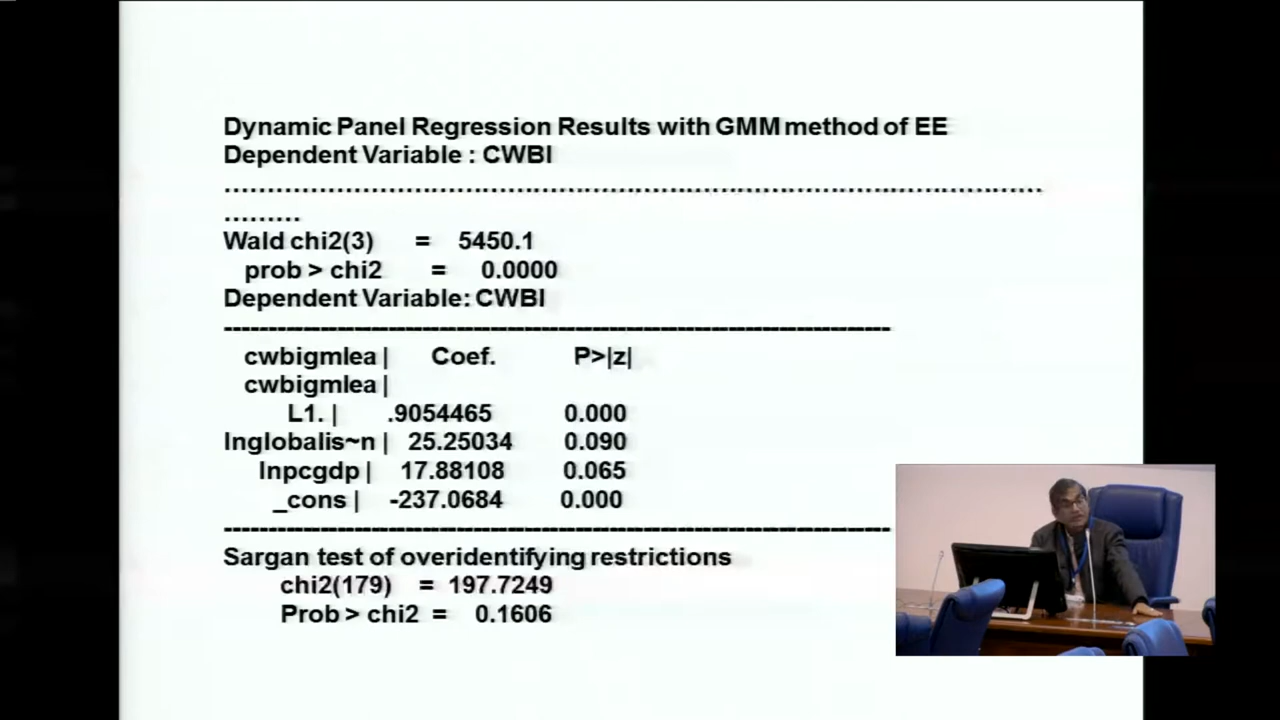 Dynamic Panel Regression Results with GMM method of EE
Dependent Variable : CWBI
.............................................................................................
.........
Wald chi2(3) = 5450.1
prob > chi2 = 0.0000
Dependent Variable: CWBI
--------------------------------------------------------------------------------
cwbigmlea | Coef. P>|z|
cwbigmlea |
L1. | .9054465 0.000
lnglobalis~n | 25.25034 0.090
lnpcgdp | 17.88108 0.065
_cons | -237.0684 0.000
--------------------------------------------------------------------------------
Sargan test of overidentifying restrictions
chi2(179) = 197.7249
Prob > chi2 = 0.1606